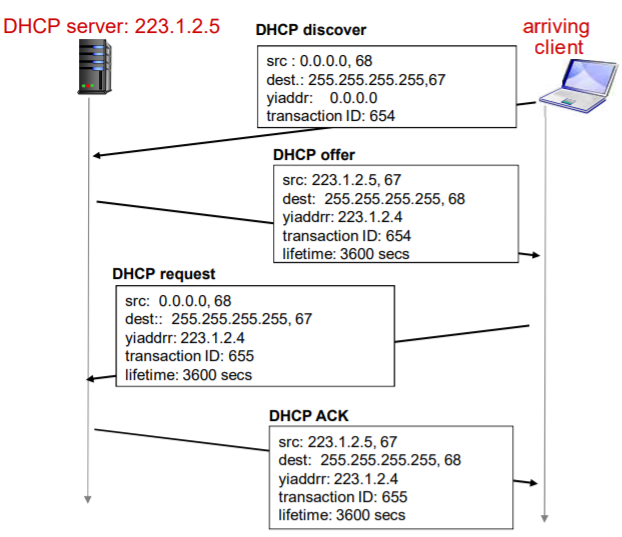 DHCP server: 223.1.2.5
arriving
client
DHCP discover
src : 0.0.0.0, 68
dest.: 255.255.255.255,67
yiaddr: 0.0.0.0
transaction ID: 654
DHCP offer
src: 223.1.2.5, 67
dest: 255.255.255.255, 68
yiaddrr: 223.1.2.4
transaction ID: 654
lifetime: 3600 secs
DHCP request
src: 0.0.0.0, 68
dest:: 255.255.255.255, 67
yiaddrr: 223.1.2.4
transaction ID: 655
lifetime: 3600 secs
DHCP ACK
src: 223.1.2.5, 67
dest: 255.255.255.255, 68
yiaddrr: 223.1.2.4
transaction ID: 655
lifetime: 3600 secs